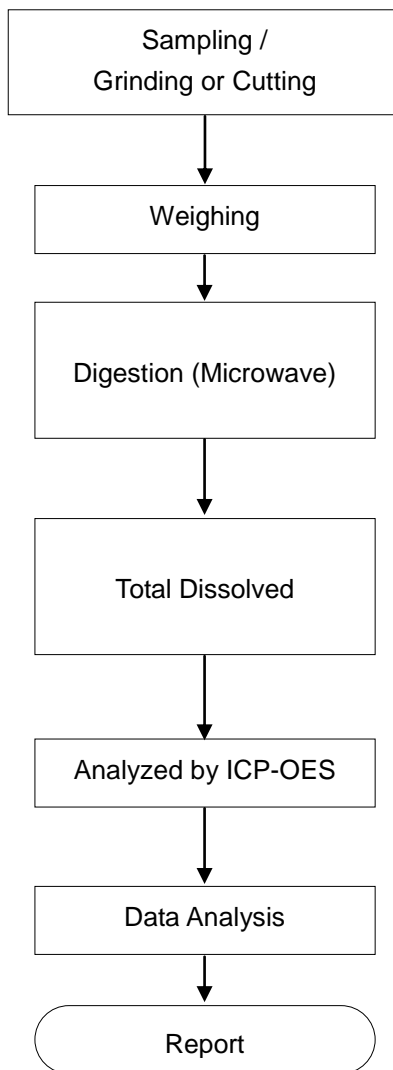 Sampling /
Grinding or Cutting
Weighing
Digestion (Microwave)
Total Dissolved
Analyzed by ICP-OES
Data Analysis
Report